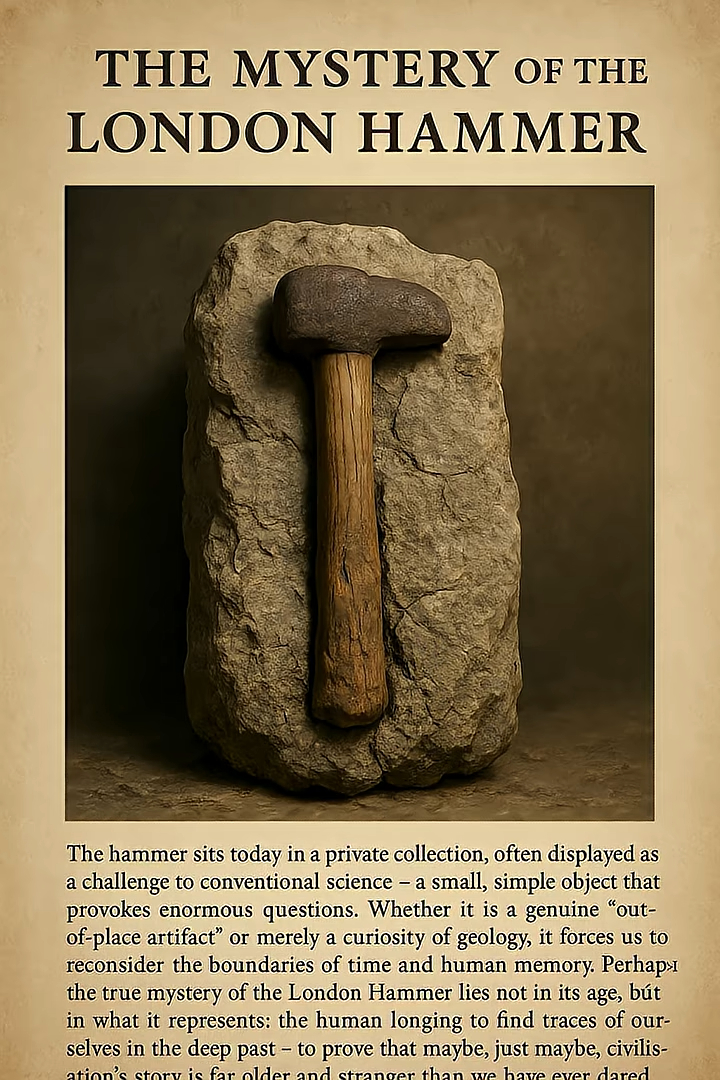 THE MYSTERY OF THE
LONDON HAMMER
The hammer sits today in a private collection, often displayed as
a challenge to conventional science – a small, simple object that
provokes enormous questions. Whether it is a genuine “out-
of-place artifact” or merely a curiosity of geology, it forces us to
reconsider the boundaries of time and human memory. Perhaps
the true mystery of the London Hammer lies not in its age, bút
in what it represents: the human longing to find traces of our-
selves in the deep past – to prove that maybe, just maybe, civilis-
ation’s story is far older and stranger than we have ever dared